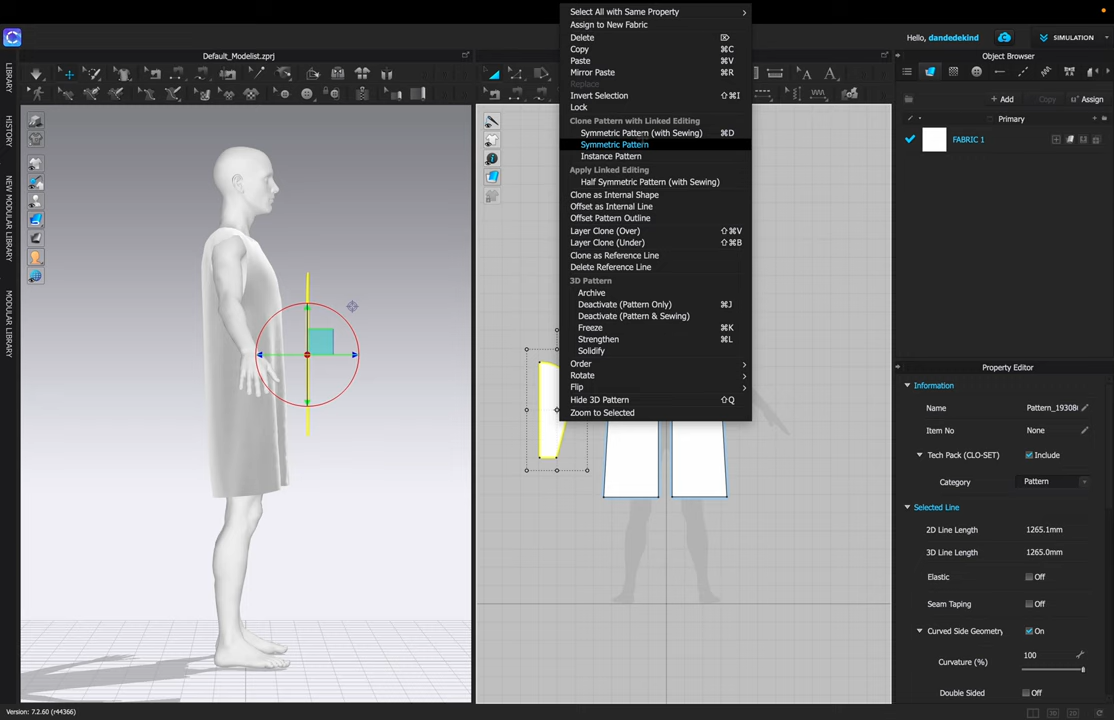 Hello, dandedekind
SIMULATION
Default_Modelist.zprj
Object Browser
LIBRARY
HISTORY
NEW MODULAR LIBRARY
MODULAR LIBRARY
Select All with Same Property
Assign to New Fabric
Delete
Copy ⌘C
Paste ⌘V
Mirror Paste ⌘R
Replace
Invert Selection ⇧⌘I
Lock
Clone Pattern with Linked Editing
Symmetric Pattern (with Sewing) ⌘D
Symmetric Pattern
Instance Pattern
Apply Linked Editing
Half Symmetric Pattern (with Sewing)
Clone as Internal Shape
Offset as Internal Line
Offset Pattern Outline
Layer Clone (Over) ⇧⌘V
Layer Clone (Under) ⇧⌘B
Clone as Reference Line
Delete Reference Line
3D Pattern
Archive
Deactivate (Pattern Only) ⌘J
Deactivate (Pattern & Sewing)
Freeze ⌘K
Strengthen ⌘L
Solidify
Order
Rotate
Flip
Hide 3D Pattern ⇧Q
Zoom to Selected
+ Add Copy Assign
Primary
FABRIC 1
Property Editor
Information
Name Pattern_19308
Item No None
Tech Pack (CLO-SET) Include
Category Pattern
Selected Line
2D Line Length 1265.1mm
3D Line Length 1265.0mm
Elastic Off
Seam Taping Off
Curved Side Geometry On
Curvature (%) 100
Double Sided Off
Version: 7.2.60 (r44366)